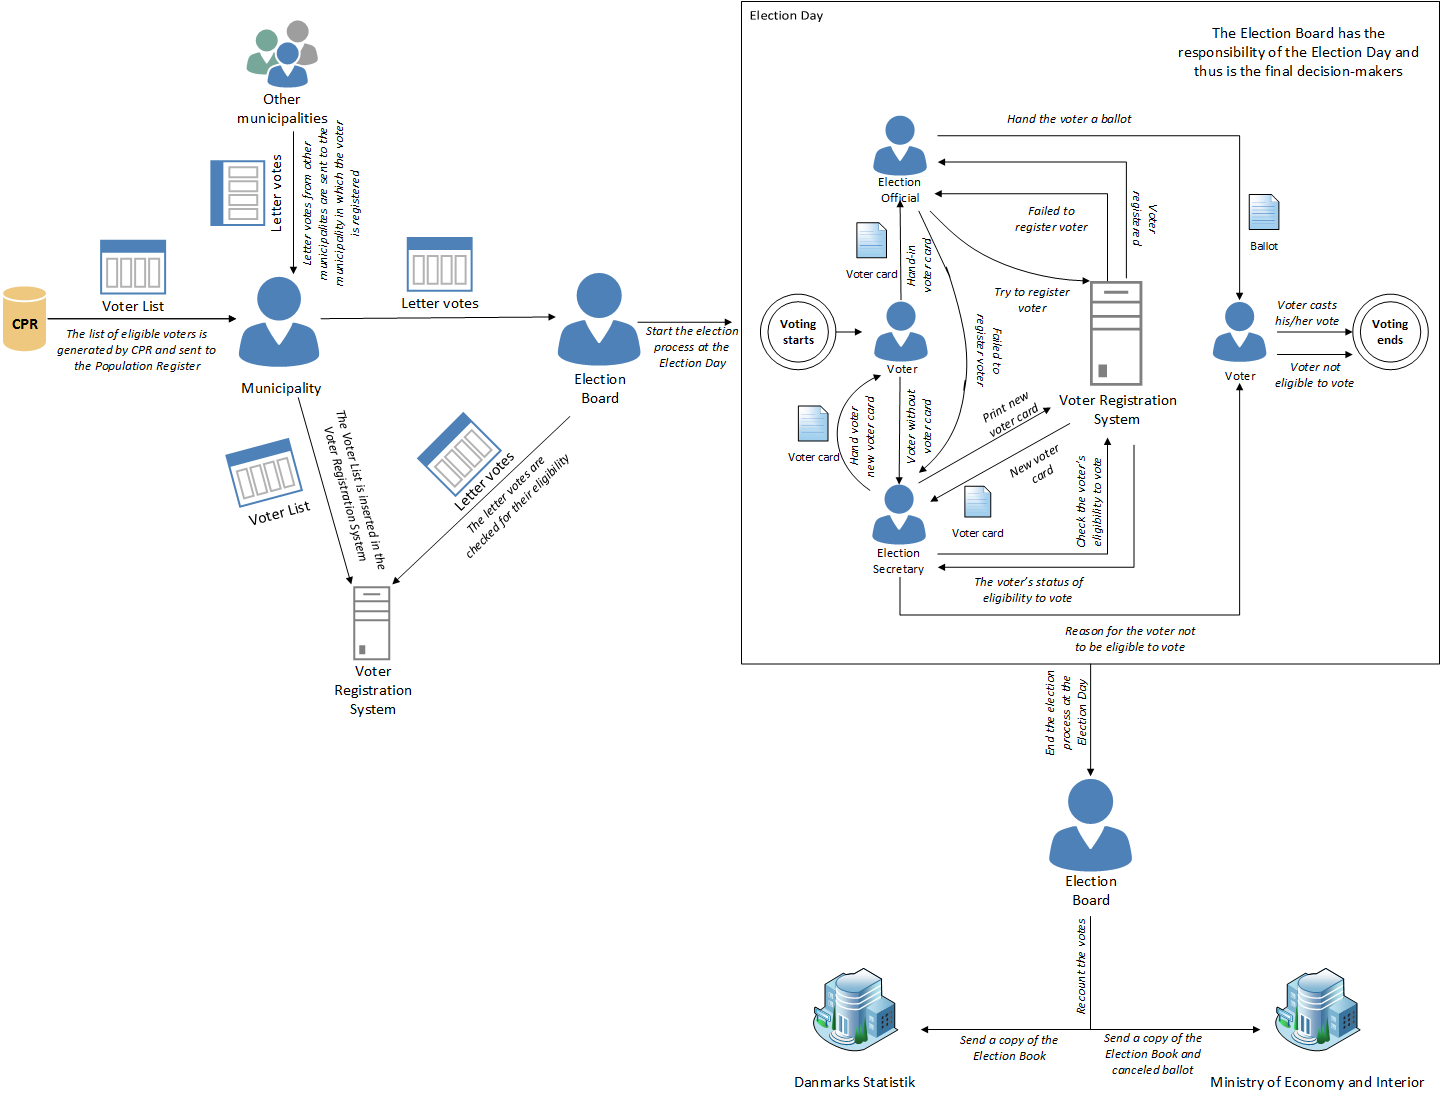 Other
municipalities
Letter votes
Letter votes from other
municipalites are sent to the
municipality in which the voter
is registered
CPR
Voter List
The list of eligible voters is
generated by CPR and sent to
the Population Register
Municipality
Letter votes
Election
Board
Start the election
process at the
Election Day
Voter List
The Voter List is inserted in the
Voter Registration System
Letter votes
The letter votes are
checked for their eligibility
Voter
Registration
System
Election Day
The Election Board has the
responsibility of the Election Day and
thus is the final decision-makers
Election
Official
Hand the voter a ballot
Ballot
Voter
registered
Failed to
register voter
Try to register
voter
Voter card
Hand-in
voter card
Voting
starts
Voter
Failed to
register voter
Voter Registration
System
Voter
Voter casts
his/her vote
Voter not
eligible to vote
Voting
ends
Voter card
Hand voter
new voter card
Voter without
voter card
Print new
voter card
New voter
card
Voter card
Election
Secretary
Check the voter's
eligibility to vote
The voter's status of
eligibility to vote
Reason for the voter not
to be eligible to vote
End the election
process at the
Election Day
Election
Board
Recount the votes
Send a copy of the
Election Book
Send a copy of the
Election Book and
canceled ballot
Danmarks Statistik
Ministry of Economy and Interior